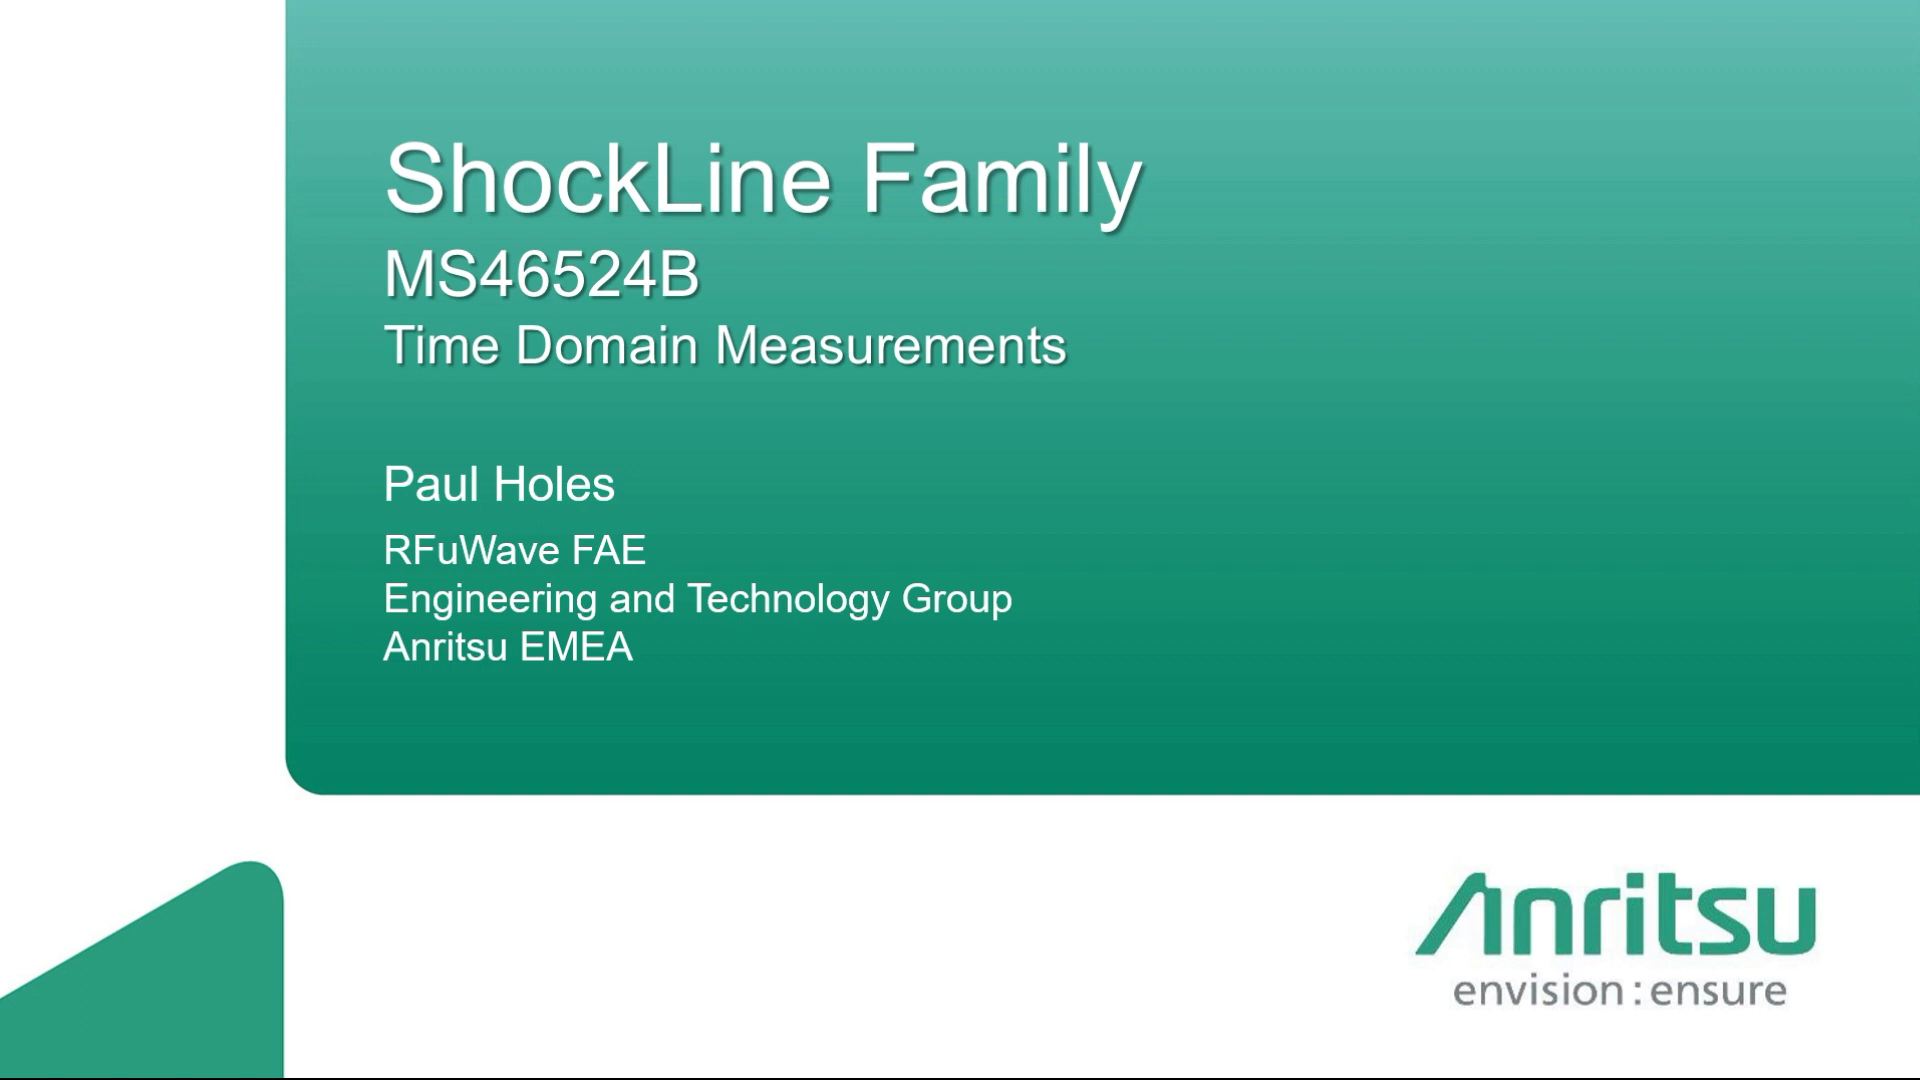 ShockLine Family
MS46524B
Time Domain Measurements
Paul Holes
RFuWave FAE
Engineering and Technology Group
Anritsu EMEA
Anritsu
envision : ensure